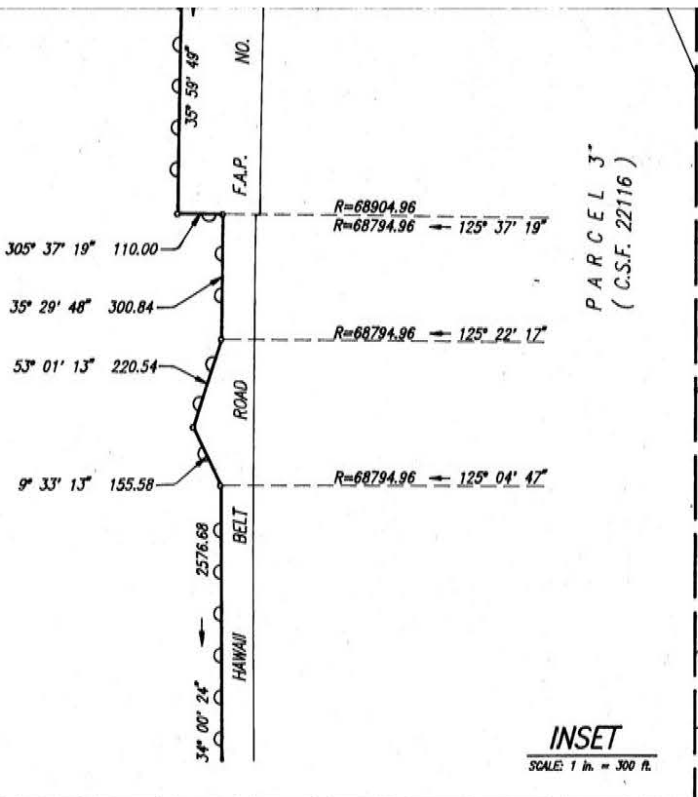 35° 59' 49"
F.A.P. NO.
R=68904.96
R=68794.96 ← 125° 37' 19"
305° 37' 19" 110.00
35° 29' 48" 300.84
R=68794.96 ← 125° 22' 17"
53° 01' 13" 220.54
R=68794.96 ← 125° 04' 47"
9° 33' 13" 155.58
34° 00' 24" ← 2576.68
HAWAII BELT ROAD
PARCEL 3"
( C.S.F. 22116 )
INSET
SCALE: 1 in. = 300 ft.